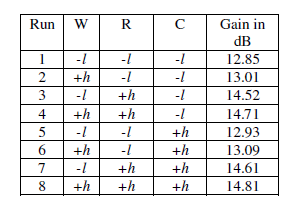 Run W R C Gain in dB
1 -l -l -l 12.85
2 +h -l -l 13.01
3 -l +h -l 14.52
4 +h +h -l 14.71
5 -l -l +h 12.93
6 +h -l +h 13.09
7 -l +h +h 14.61
8 +h +h +h 14.81